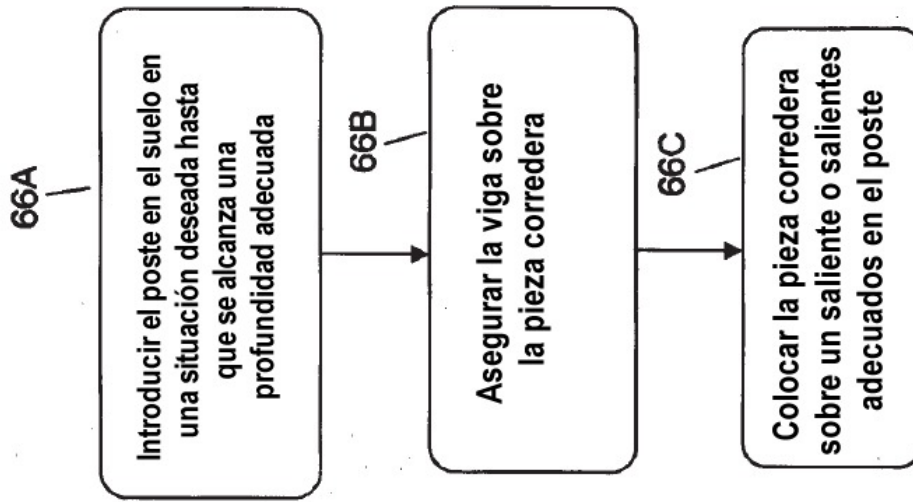 66A
Introducir el poste en el suelo en
una situación deseada hasta
que se alcanza una
profundidad adecuada
66B
Asegurar la viga sobre
la pieza corredera
66C
Colocar la pieza corredera
sobre un saliente o salientes
adecuados en el poste